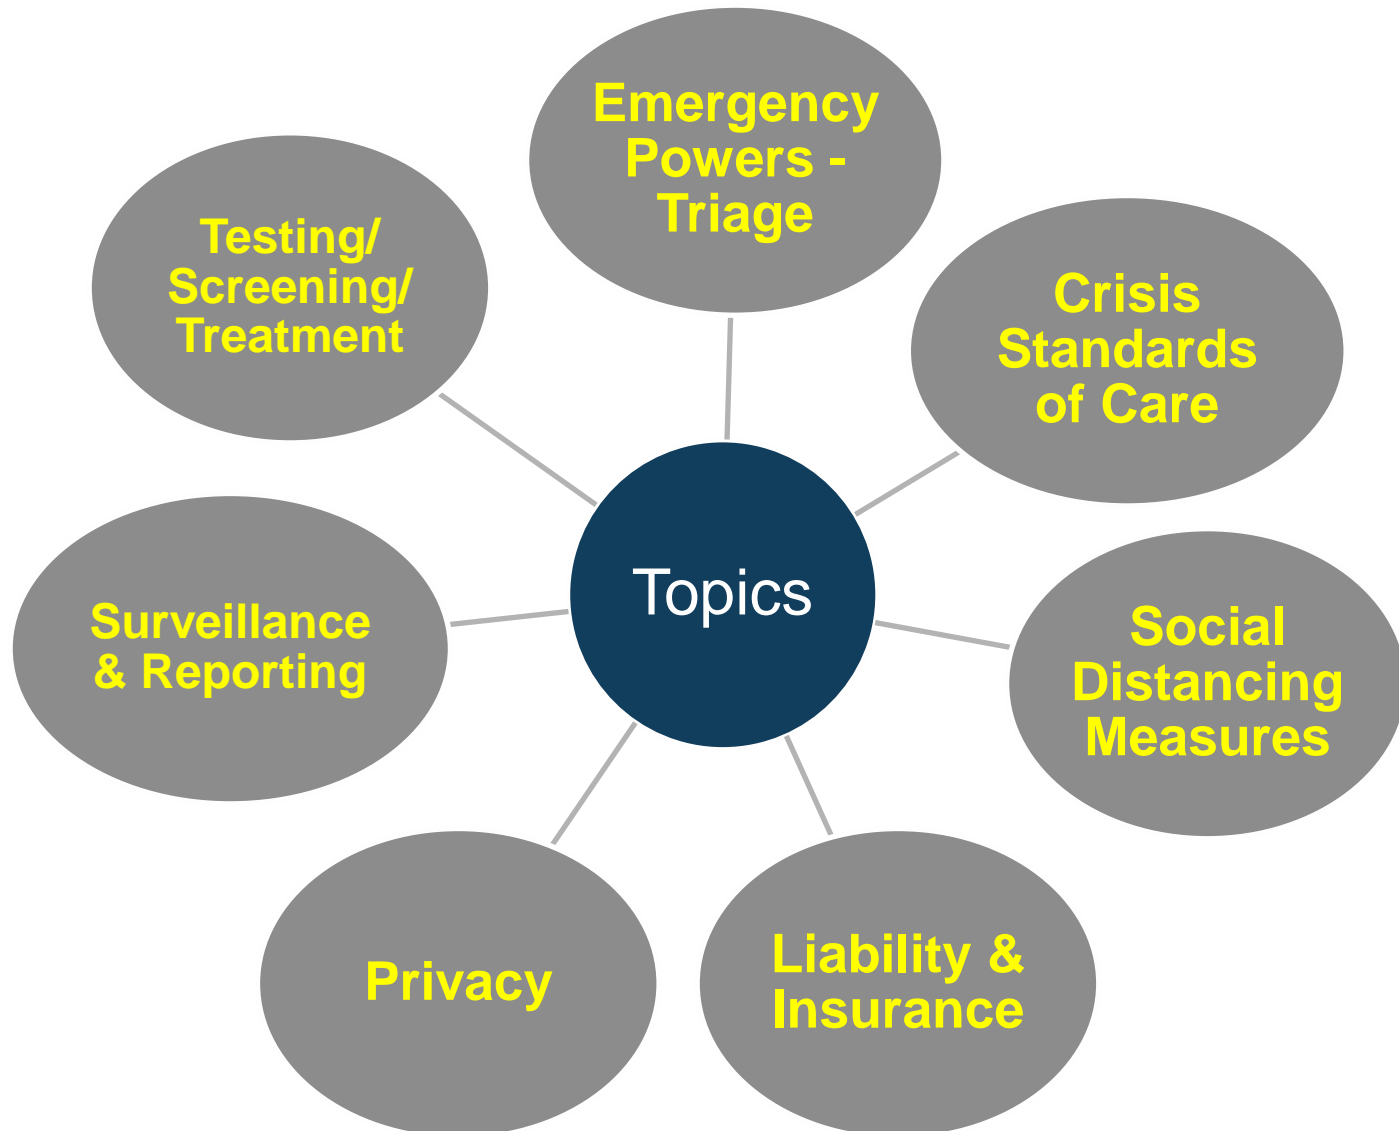 Emergency
Powers -
Triage
Testing/
Screening/
Treatment
Crisis
Standards
of Care
Topics
Surveillance
& Reporting
Social
Distancing
Measures
Privacy
Liability &
Insurance